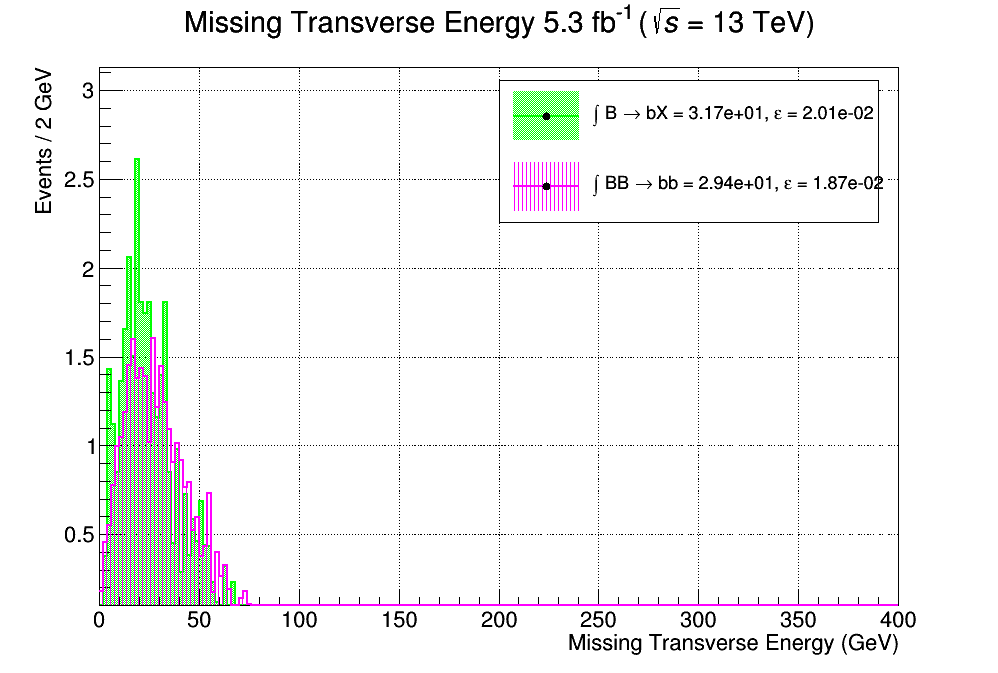 Missing Transverse Energy 5.3 fb⁻¹ (√s = 13 TeV)
Events / 2 GeV
3
2.5
2
1.5
1
0.5
∫ B → bX = 3.17e+01, ε = 2.01e-02
∫ BB → bb = 2.94e+01, ε = 1.87e-02
0 50 100 150 200 250 300 350 400
Missing Transverse Energy (GeV)